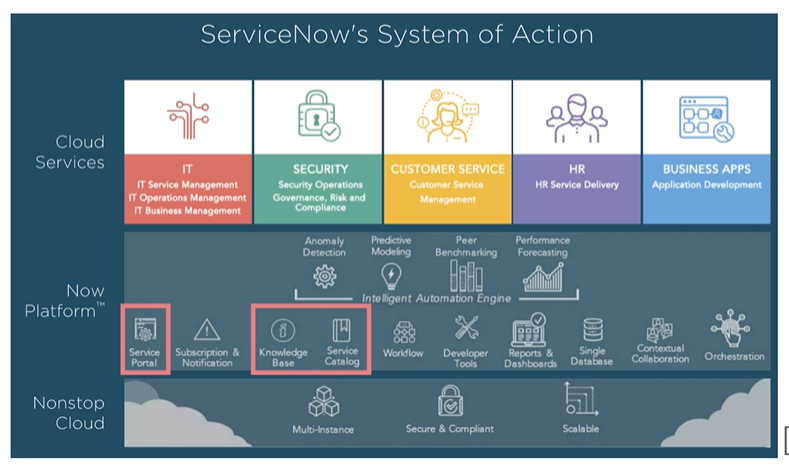 ServiceNow's System of Action
Cloud
Services
IT
IT Service Management
IT Operations Management
IT Business Management
SECURITY
Security Operations
Governance, Risk and
Compliance
CUSTOMER SERVICE
Customer Service
Management
HR
HR Service Delivery
BUSINESS APPS
Application Development
Now
Platform™
Anomaly
Detection
Predictive
Modeling
Peer
Benchmarking
Performance
Forecasting
Intelligent Automation Engine
Service
Portal
Subscription &
Notification
Knowledge
Base
Service
Catalog
Workflow
Developer
Tools
Reports &
Dashboards
Single
Database
Contextual
Collaboration
Orchestration
Nonstop
Cloud
Multi-Instance
Secure & Compliant
Scalable